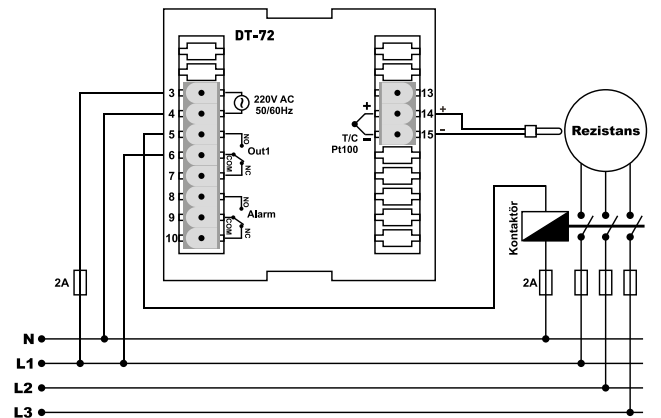 DT-72
3
4
5
6
7
8
9
10
220V AC
50/60Hz
NO
Out1
COM
NC
NO
Alarm
COM
NC
13
14
15
+
−
T/C
Pt100
+
−
Rezistans
Kontaktör
2A
2A
N
L1
L2
L3